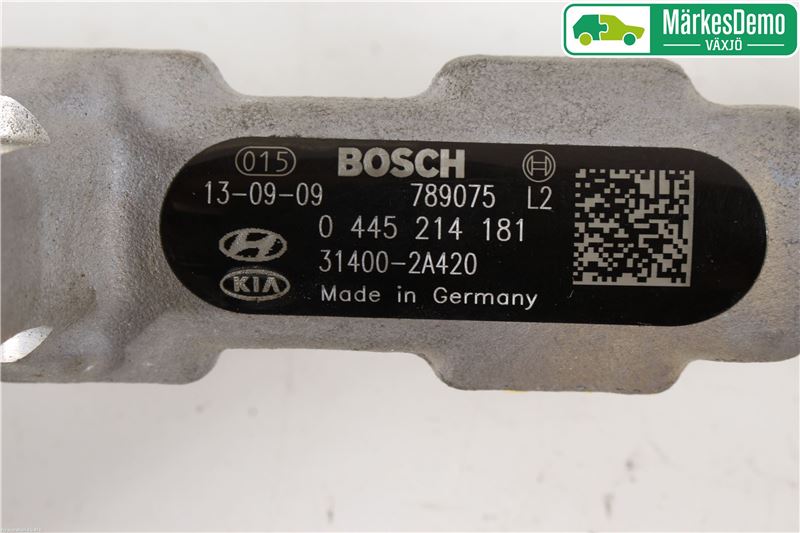 MärkesDemo
VÄXJÖ
015 BOSCH
13-09-09 789075 L2
0 445 214 181
31400-2A420
KIA
Made in Germany